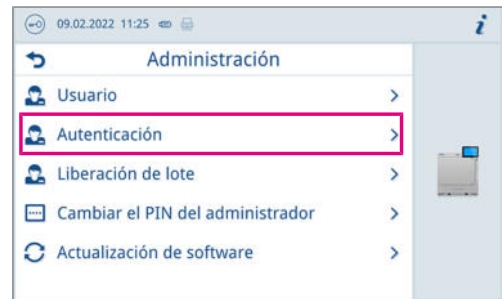 09.02.2022 11:25
i
Administración
Usuario
Autenticación
Liberación de lote
Cambiar el PIN del administrador
Actualización de software